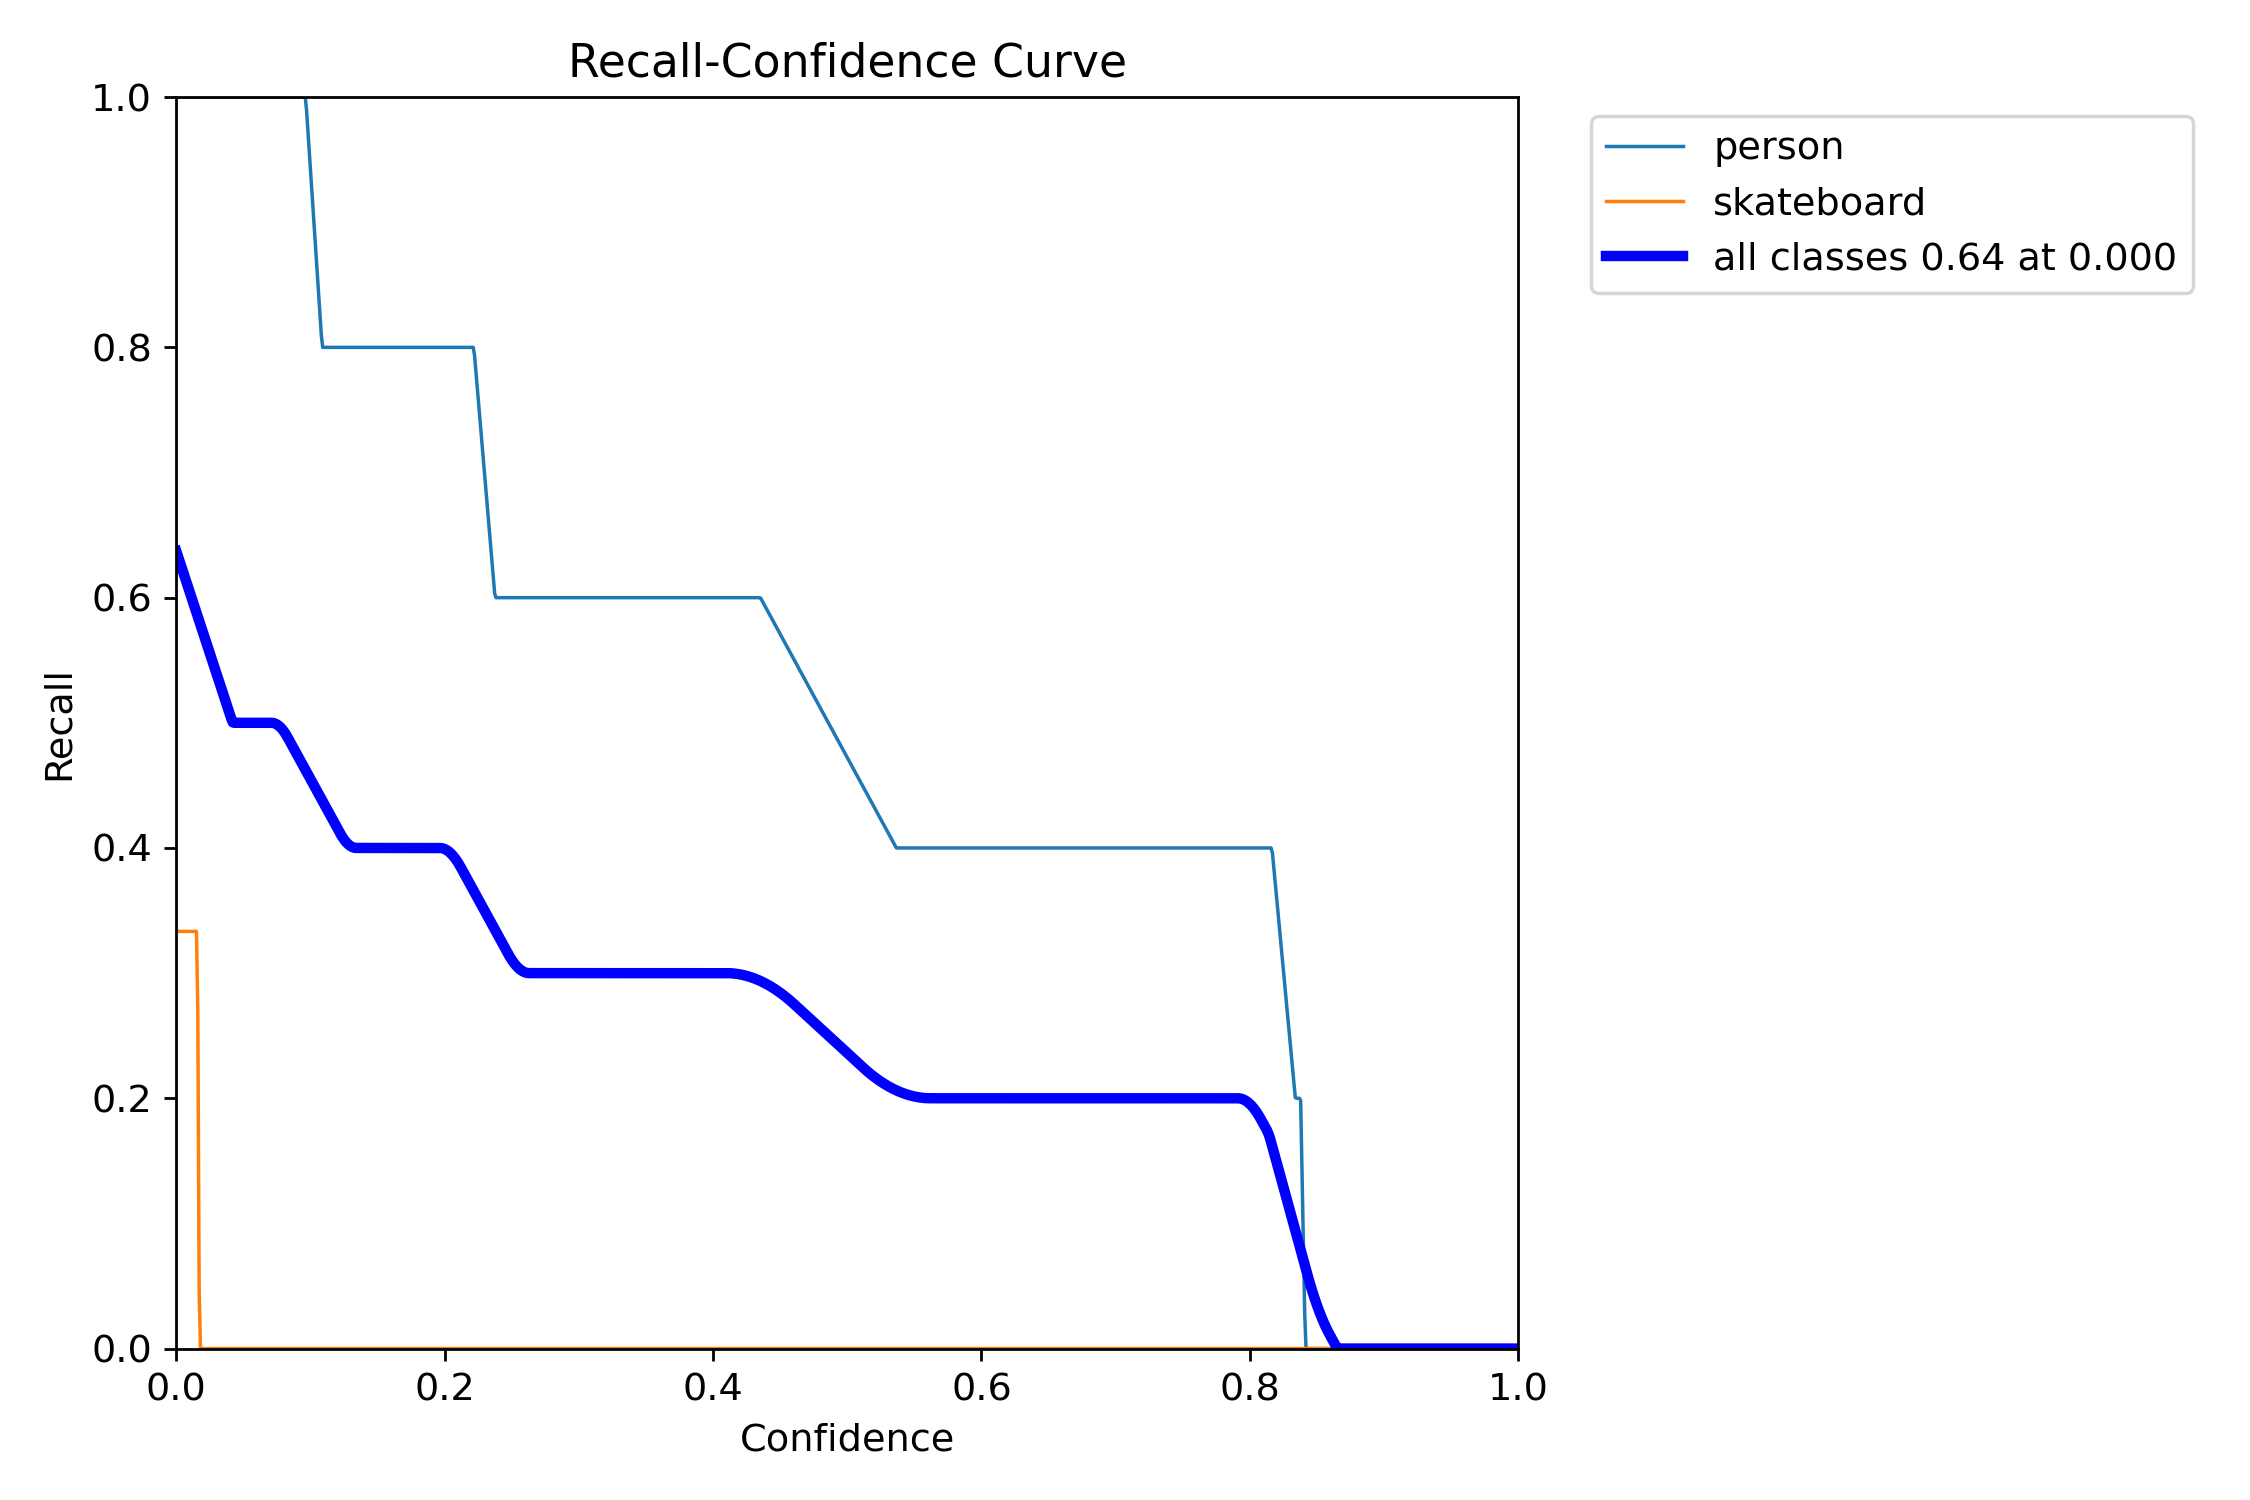 Recall-Confidence Curve
1.0
0.8
0.6
0.4
0.2
0.0
Recall
0.0 0.2 0.4 0.6 0.8 1.0
Confidence
person
skateboard
all classes 0.64 at 0.000